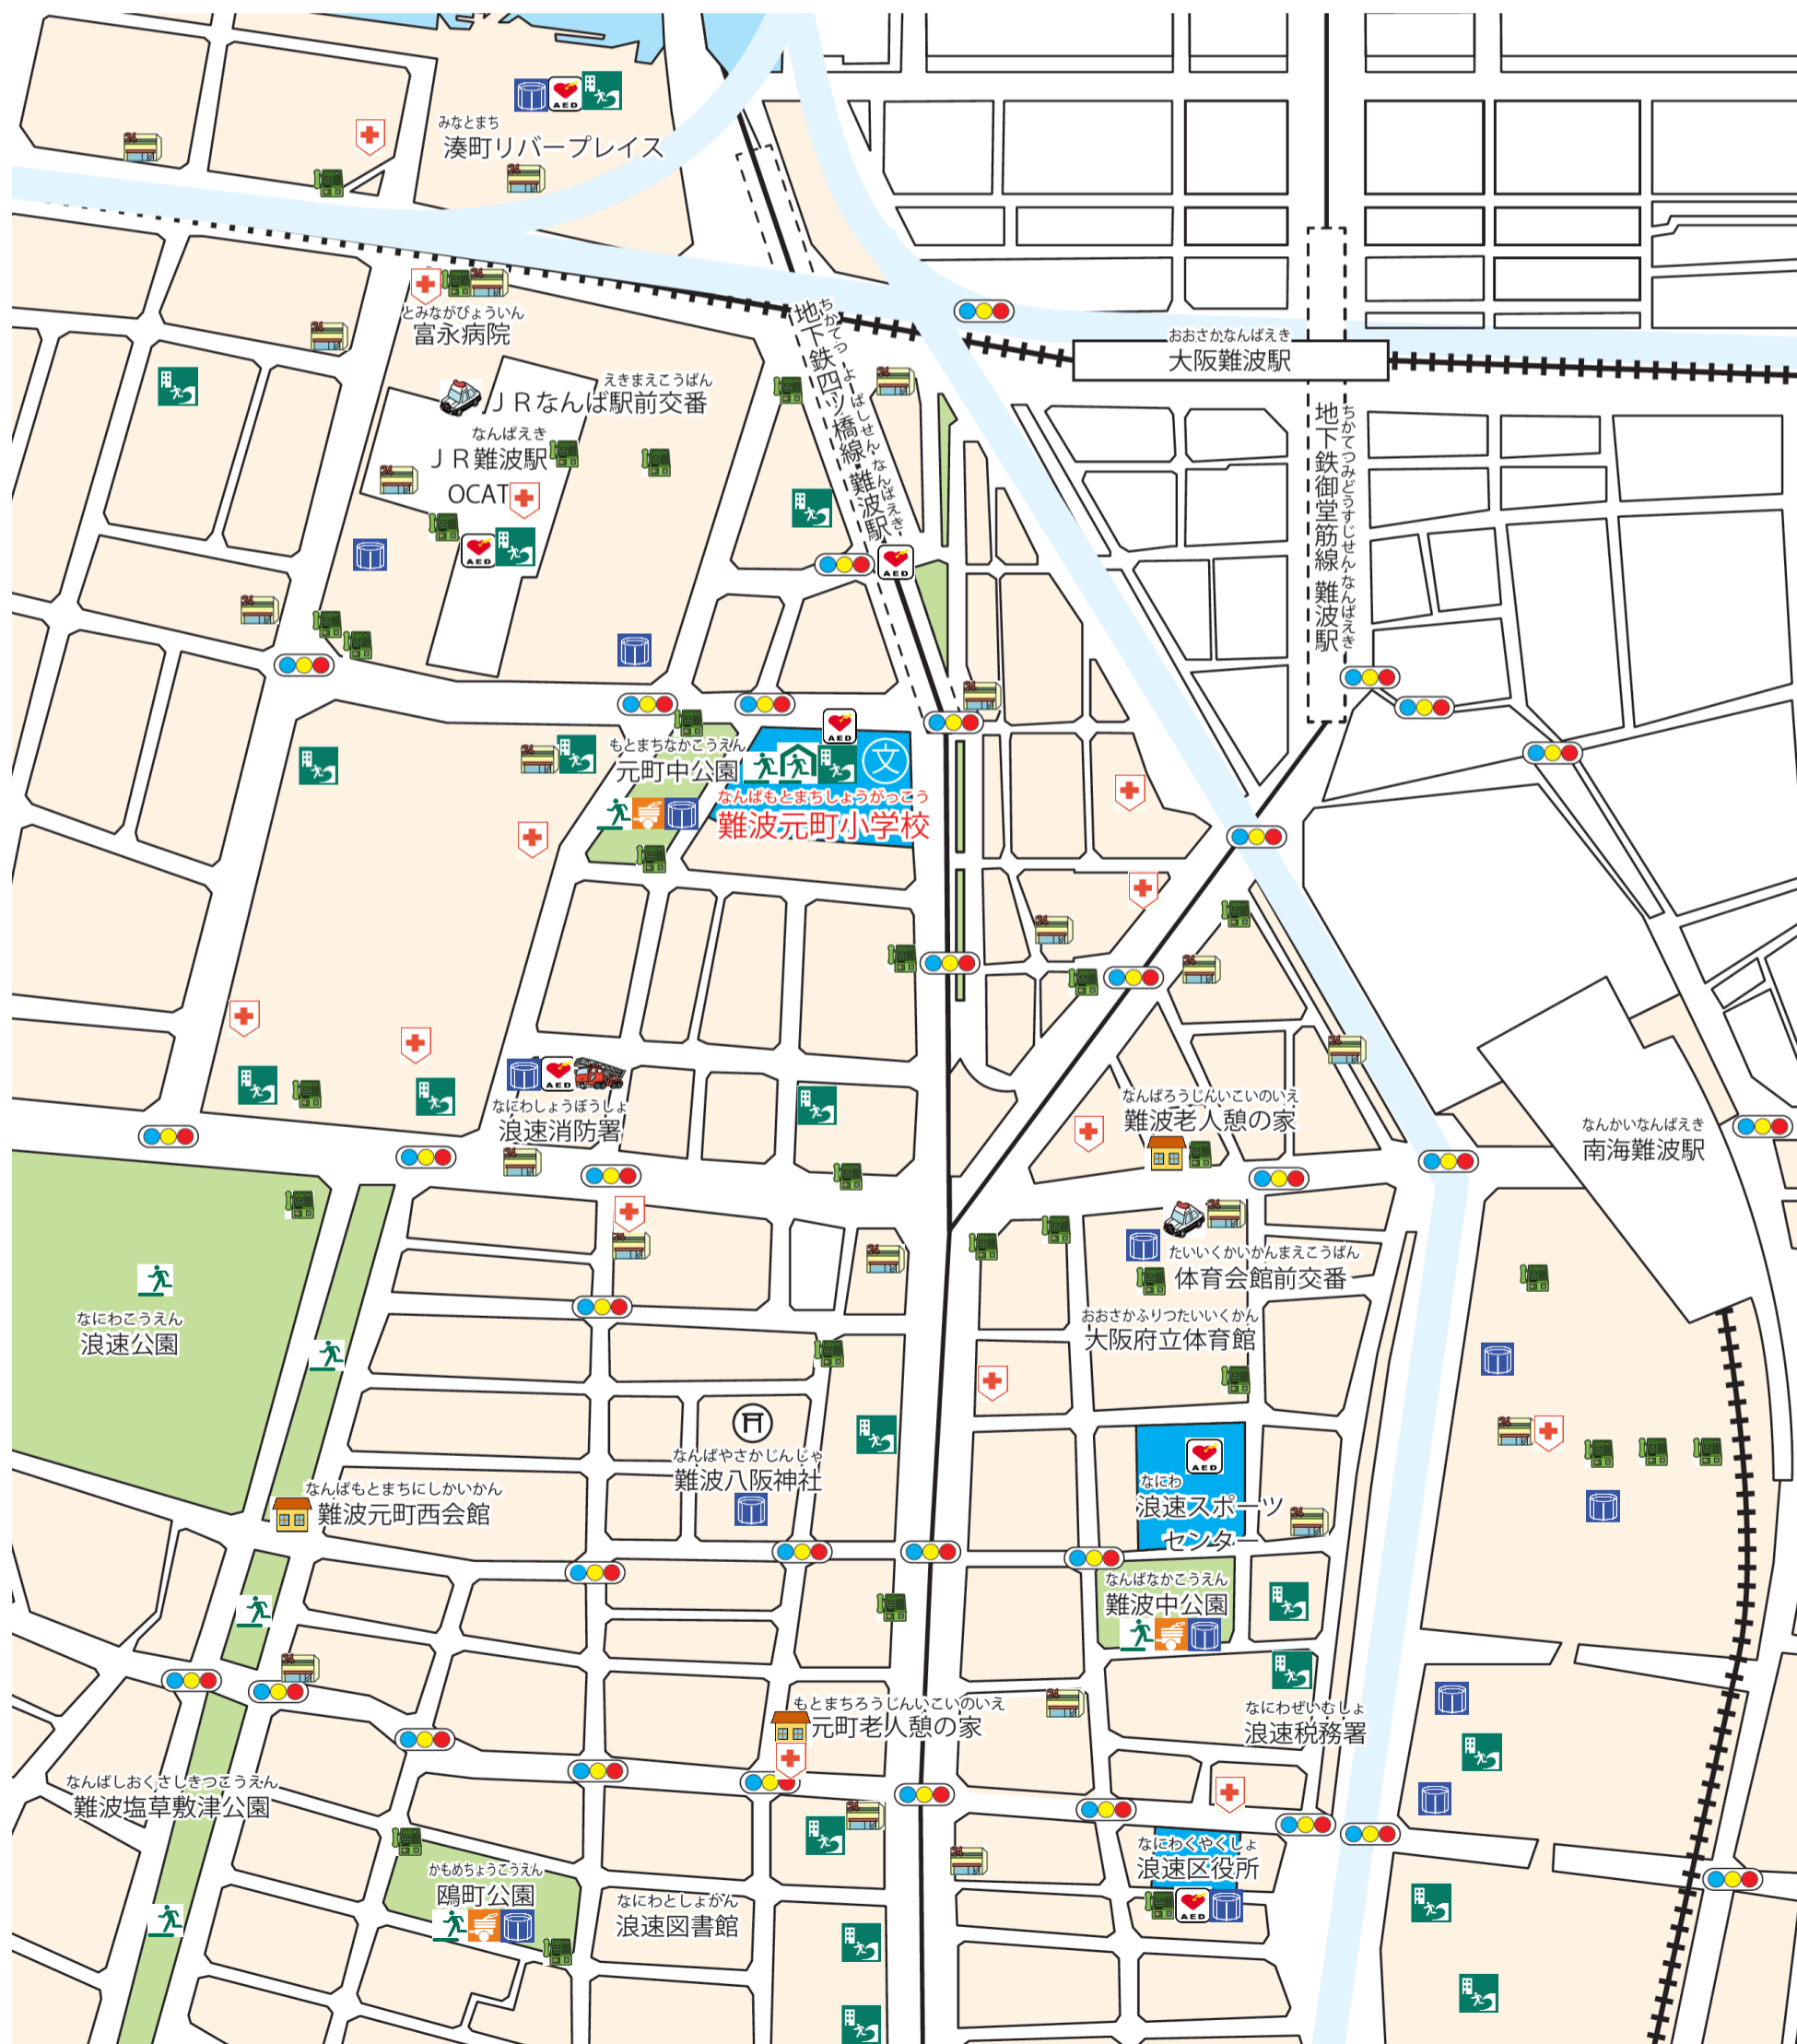 AED
みなとまち
湊町リバープレイス
とみながびょういん
富永病院
ちかてつよつばしせん なんばえき
地下鉄四ツ橋線 難波駅
おおさかなんばえき
大阪難波駅
えきまえこうばん
JRなんば駅前交番
なんばえき
JR難波駅
OCAT
AED
AED
ちかてつみどうすじせん なんばえき
地下鉄御堂筋線 難波駅
AED
もとまちなかこうえん
元町中公園
文
なんばもとまちしょうがっこう
難波元町小学校
AED
なにわしょうぼうしょ
浪速消防署
なんばろうじんいこいのいえ
難波老人憩の家
なんかいなんばえき
南海難波駅
たいいくかいかんまえこうばん
体育会館前交番
なにわこうえん
浪速公園
おおさかふりつたいいくかん
大阪府立体育館
なんばやさかじんじゃ
難波八阪神社
AED
なにわ
浪速スポーツ
センター
なんばもとまちにしかいかん
難波元町西会館
なんばなかこうえん
難波中公園
もとまちろうじんいこいのいえ
元町老人憩の家
なにわぜいむしょ
浪速税務署
なんばしおくさしきつこうえん
難波塩草敷津公園
なにわくやくしょ
浪速区役所
AED
かもめちょうこうえん
鴎町公園
なにわとしょかん
浪速図書館